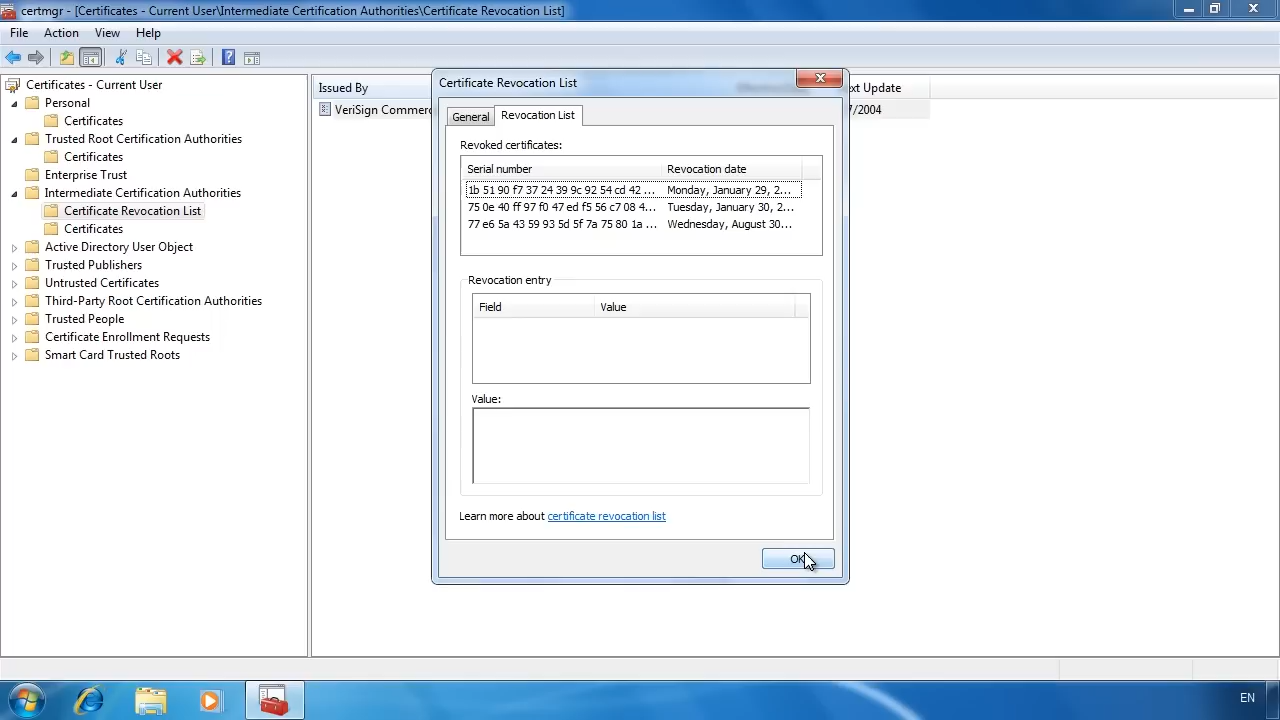 certmgr - [Certificates - Current User\Intermediate Certification Authorities\Certificate Revocation List]
File Action View Help
Certificates - Current User
Personal
Certificates
Trusted Root Certification Authorities
Certificates
Enterprise Trust
Intermediate Certification Authorities
Certificate Revocation List
Certificates
Active Directory User Object
Trusted Publishers
Untrusted Certificates
Third-Party Root Certification Authorities
Trusted People
Certificate Enrollment Requests
Smart Card Trusted Roots
Issued By
ext Update
VeriSign Commerc
7/2004
Certificate Revocation List
General Revocation List
Revoked certificates:
Serial number Revocation date
1b 51 90 f7 37 24 39 9c 92 54 cd 42 ... Monday, January 29, 2...
75 0e 40 ff 97 f0 47 ed f5 56 c7 08 4... Tuesday, January 30, 2...
77 e6 5a 43 59 93 5d 5f 7a 75 80 1a ... Wednesday, August 30...
Revocation entry
Field Value
Value:
Learn more about certificate revocation list
OK
EN